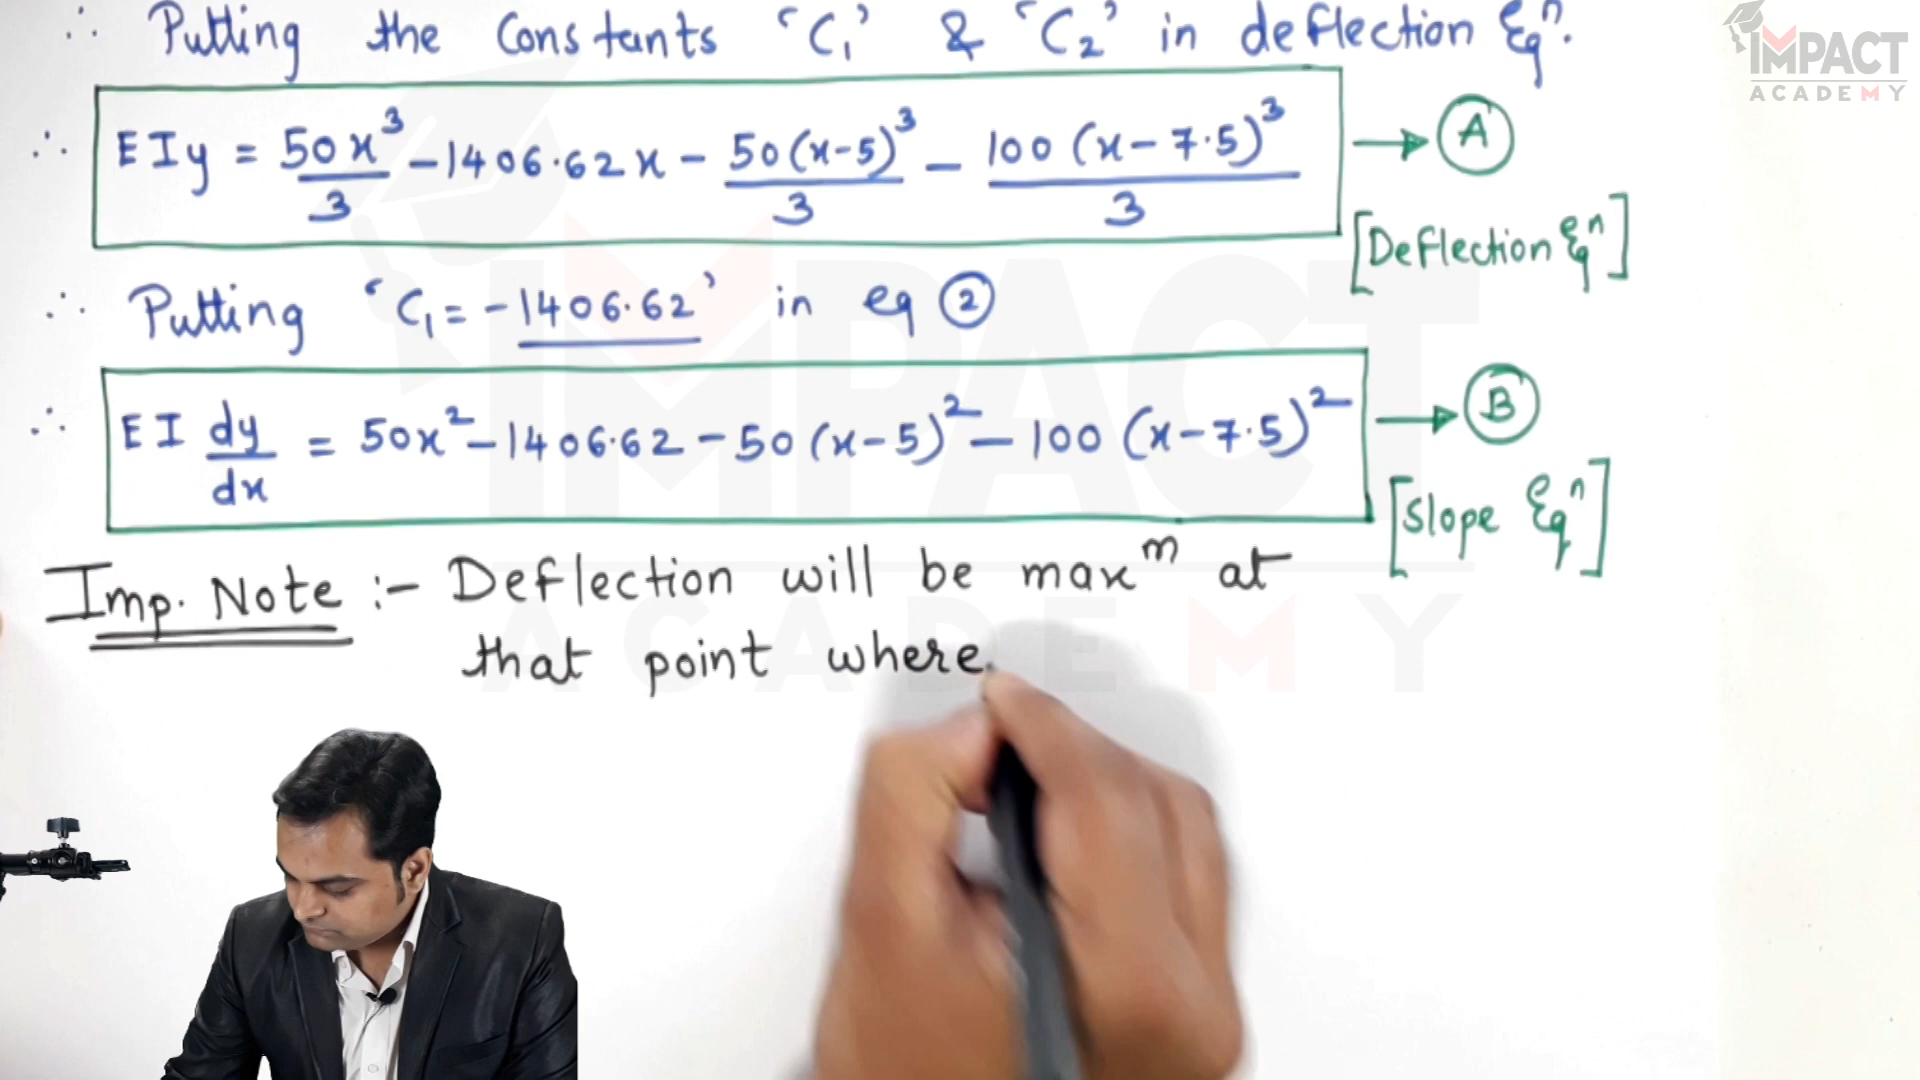 ∴ Putting the Constants 'C₁' & 'C₂' in deflection Eqⁿ.
IMPACT
ACADEMY
∴ EIy = 50x³/3 - 1406.62x - 50(x-5)³/3 - 100(x-7.5)³/3 → A
[Deflection Eqⁿ]
∴ Putting 'C₁ = -1406.62' in eq ②
∴ EI dy/dx = 50x² - 1406.62 - 50(x-5)² - 100(x-7.5)² → B
[Slope Eqⁿ]
Imp. Note :- Deflection will be maxᵐ at
that point where
IMPACT
ACADEMY